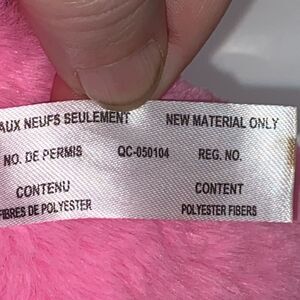 AUX NEUFS SEULEMENT NEW MATERIAL ONLY
NO. DE PERMIS QC-050104 REG. NO.
CONTENU CONTENT
FIBRES DE POLYESTER POLYESTER FIBERS